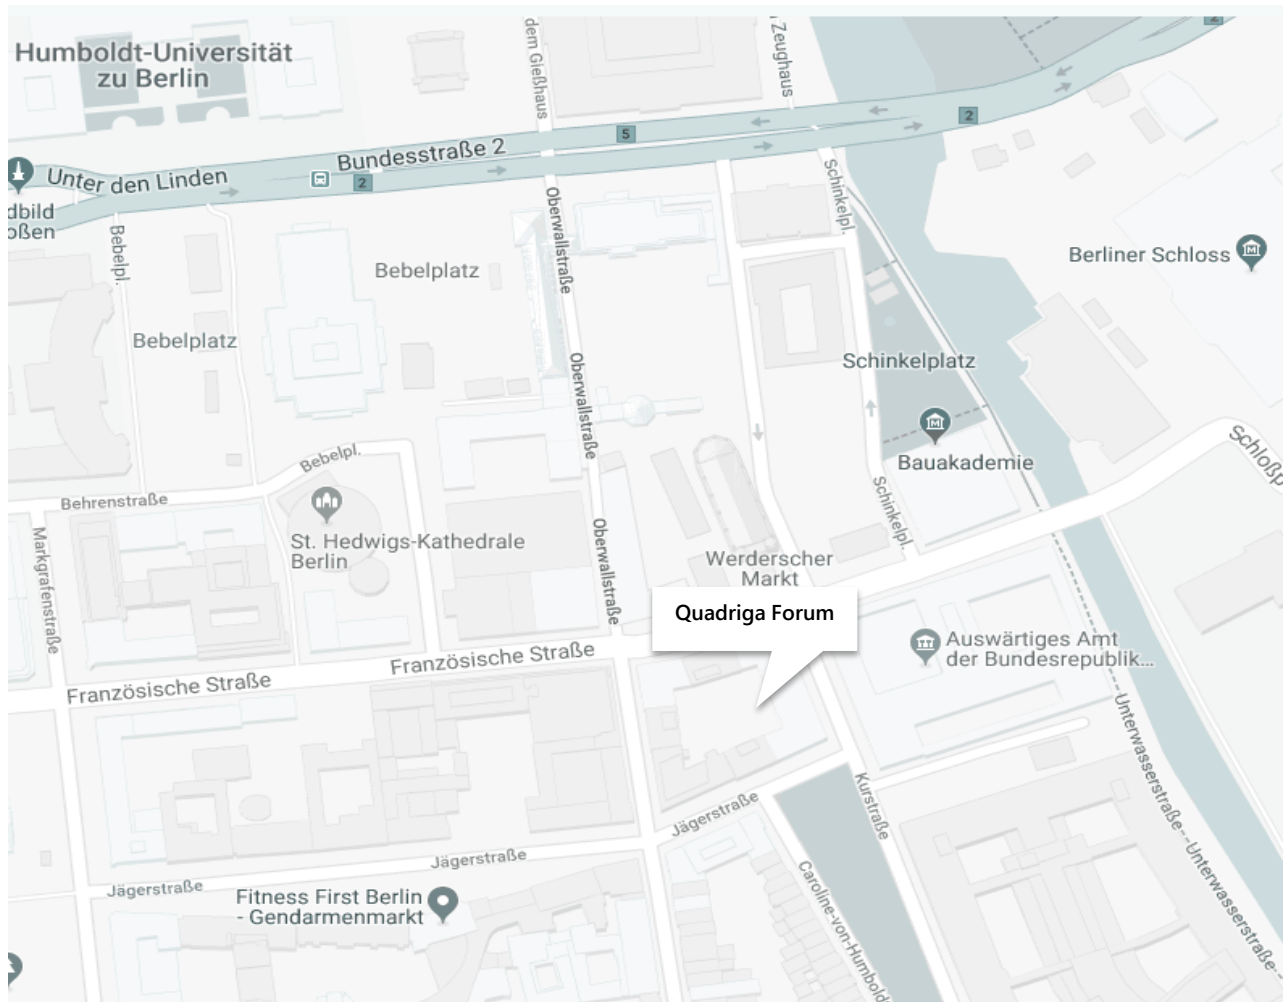 Humboldt-Universität
zu Berlin
dem Gießhaus
Zeughaus
2
5
2
Bundesstraße 2
2
Unter den Linden
dbild
oßen
Bebelpl.
Schinkelpl.
Oberwallstraße
Berliner Schloss
Bebelplatz
Bebelplatz
Oberwallstraße
Schinkelplatz
Bauakademie
Schloßp
Bebelpl.
Behrenstraße
Schinkelpl.
Markgrafenstraße
St. Hedwigs-Kathedrale
Berlin
Oberwallstraße
Werderscher
Markt
Quadriga Forum
Auswärtiges Amt
der Bundesrepublik...
Französische Straße
Französische Straße
Unterwasserstraße
Kurstraße
Jägerstraße
Jägerstraße
Jägerstraße
Unterwasserstraße
Caroline-von-Humbold
Fitness First Berlin
- Gendarmenmarkt